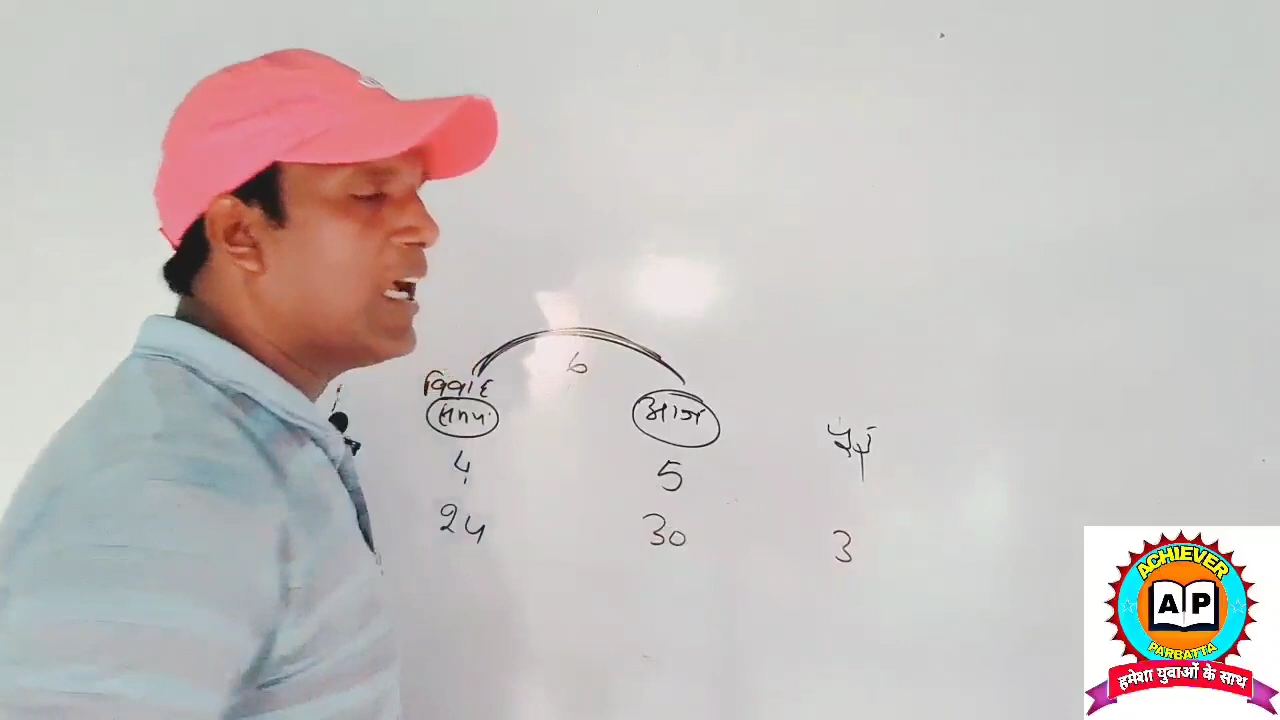 6
विवाह
समय आज
पुत्र
4 5
24 30 3
ACHIEVER
AP
PARBATTA
हमेशा युवाओं के साथ